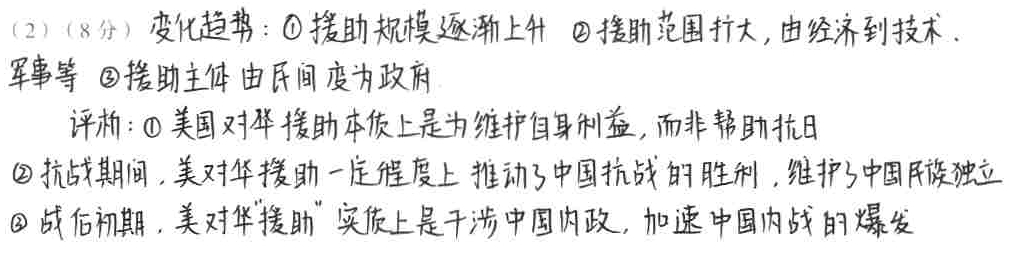 (2)(8分) 变化趋势：①援助规模逐渐上升 ②援助范围扩大，由经济到技术.
军事等 ③援助主体由民间变为政府.
评析：①美国对华援助本质上是为维护自身利益，而非帮助抗日
②抗战期间，美对华援助一定程度上推动了中国抗战的胜利，维护了中国民族独立
③战后初期，美对华"援助"实质上是干涉中国内政，加速中国内战的爆发